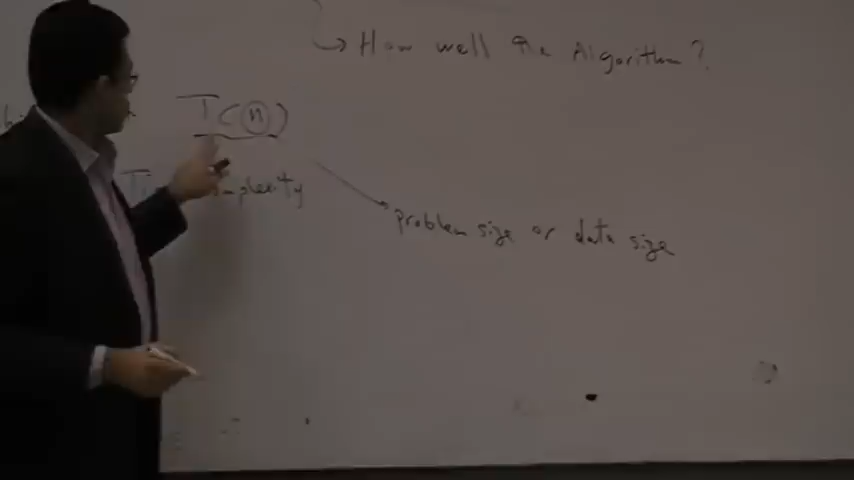 How well the Algorithm?
T(n)
problem size or data size